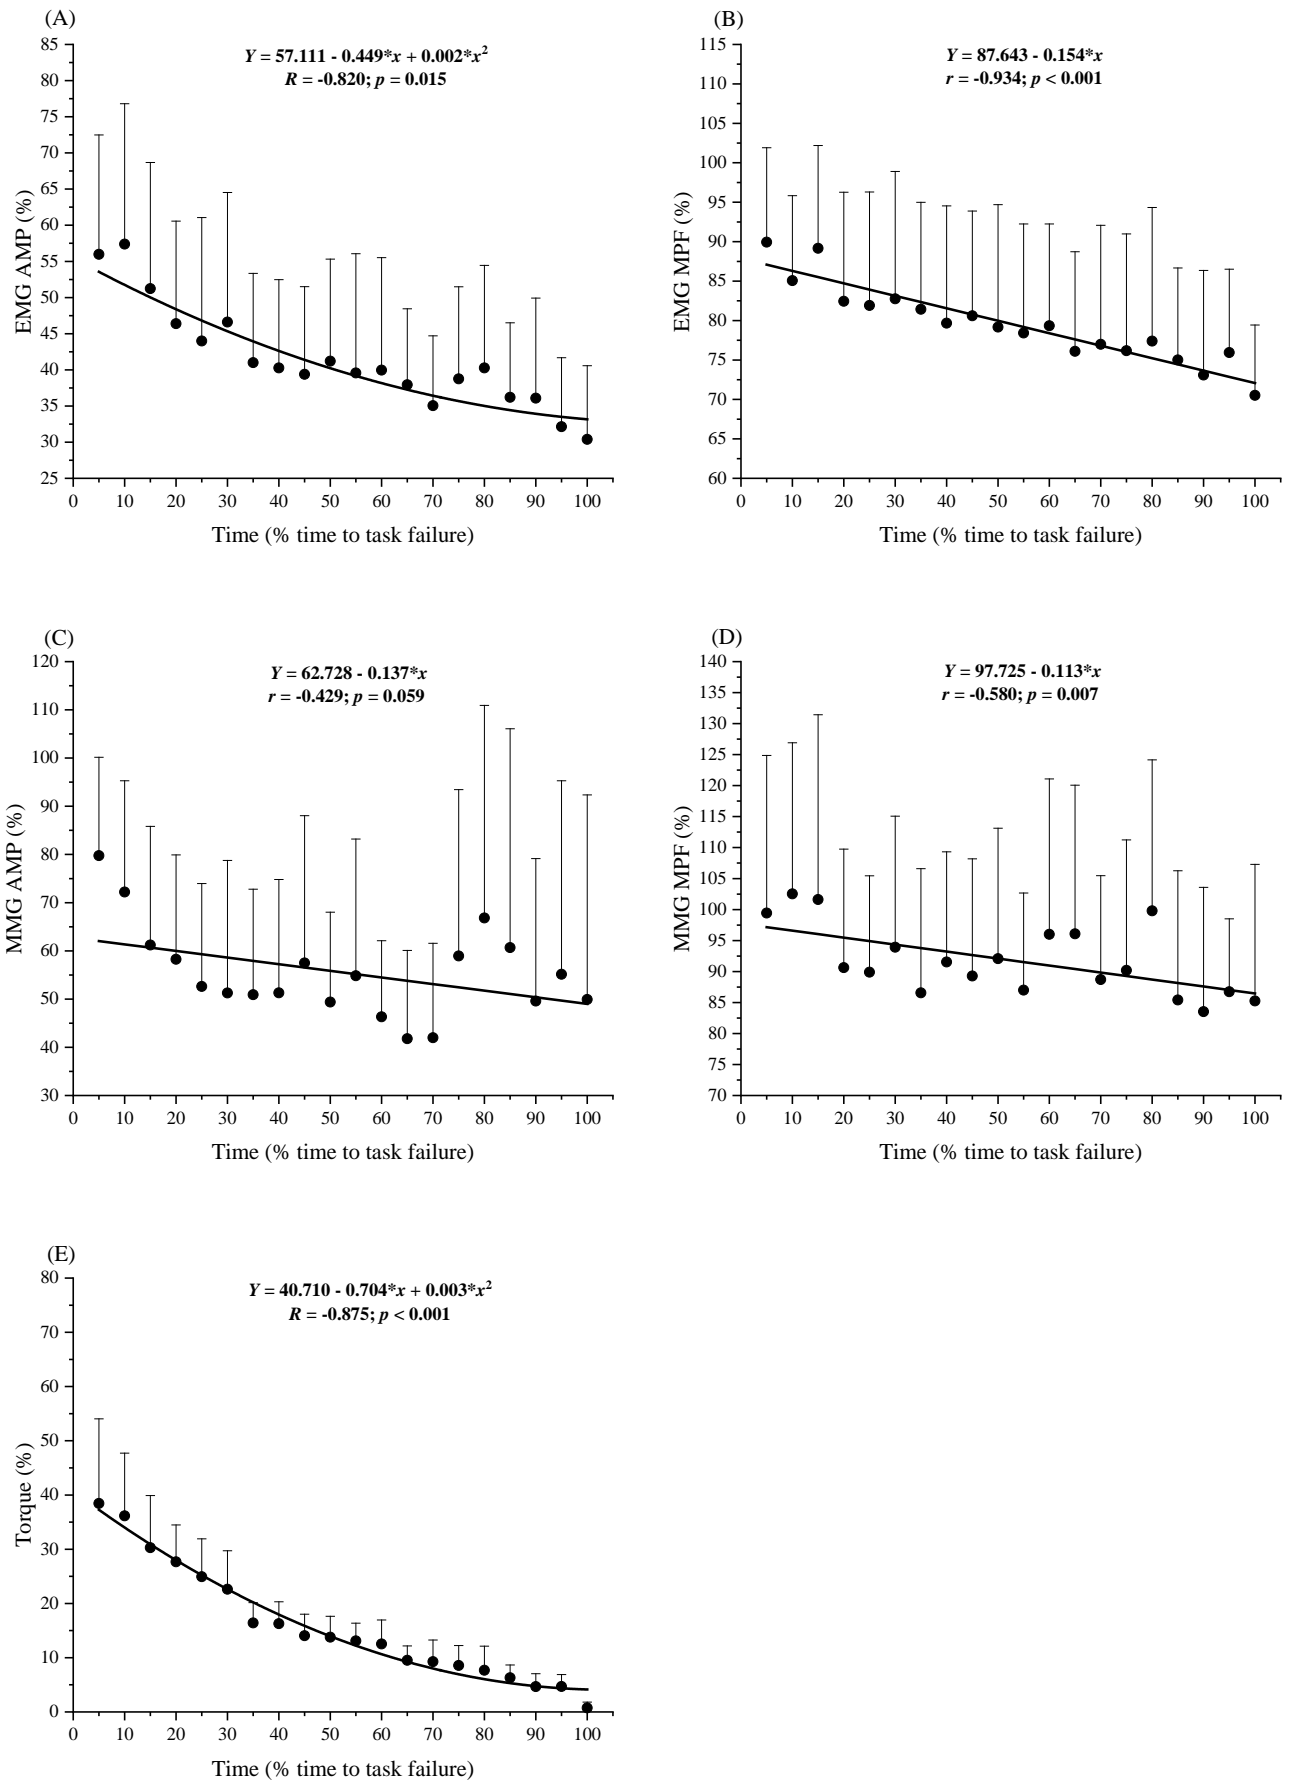 (A)
Y = 57.111 - 0.449*x + 0.002*x²
R = -0.820; p = 0.015
EMG AMP (%)
85
80
75
70
65
60
55
50
45
40
35
30
25
0 10 20 30 40 50 60 70 80 90 100
Time (% time to task failure)
(B)
Y = 87.643 - 0.154*x
r = -0.934; p < 0.001
EMG MPF (%)
115
110
105
100
95
90
85
80
75
70
65
60
0 10 20 30 40 50 60 70 80 90 100
Time (% time to task failure)
(C)
Y = 62.728 - 0.137*x
r = -0.429; p = 0.059
MMG AMP (%)
120
110
100
90
80
70
60
50
40
30
0 10 20 30 40 50 60 70 80 90 100
Time (% time to task failure)
(D)
Y = 97.725 - 0.113*x
r = -0.580; p = 0.007
MMG MPF (%)
140
135
130
125
120
115
110
105
100
95
90
85
80
75
70
0 10 20 30 40 50 60 70 80 90 100
Time (% time to task failure)
(E)
Y = 40.710 - 0.704*x + 0.003*x²
R = -0.875; p < 0.001
Torque (%)
80
70
60
50
40
30
20
10
0
0 10 20 30 40 50 60 70 80 90 100
Time (% time to task failure)